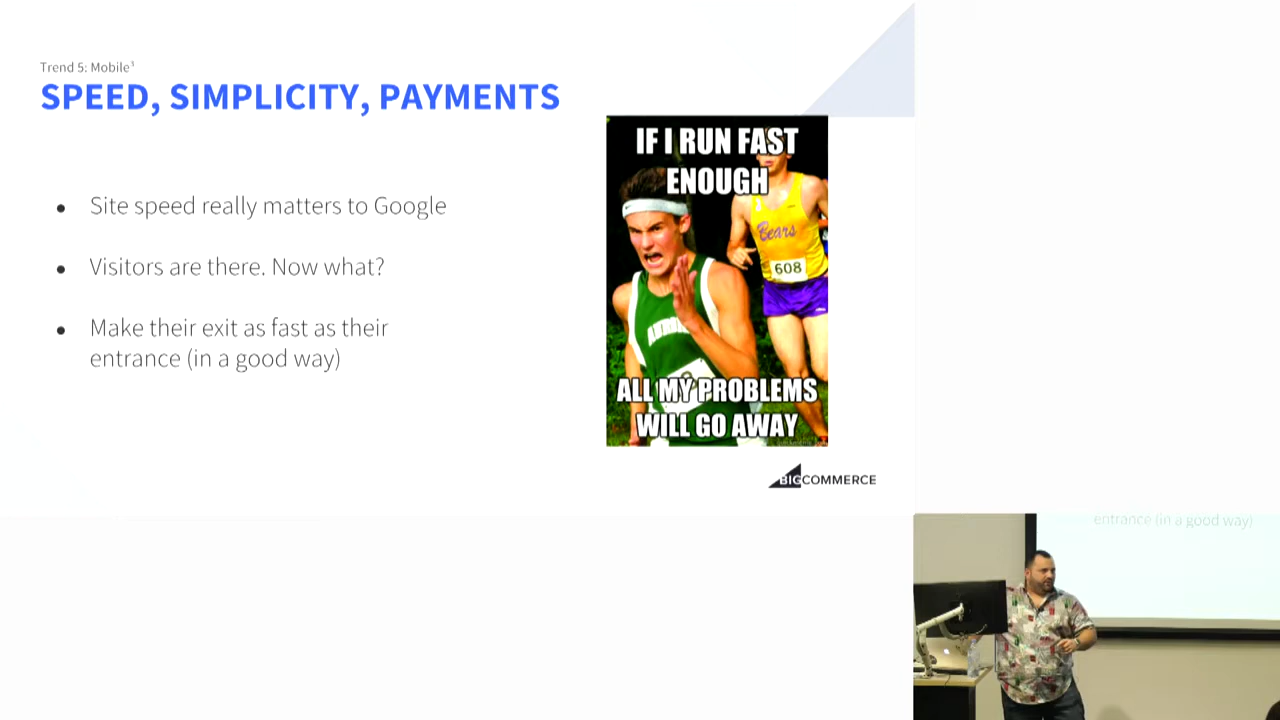 Trend 5: Mobile³
SPEED, SIMPLICITY, PAYMENTS
● Site speed really matters to Google
● Visitors are there. Now what?
● Make their exit as fast as their
entrance (in a good way)
IF I RUN FAST
ENOUGH
Bears
608
ALL MY PROBLEMS
WILL GO AWAY
BIGCOMMERCE
entrance (in a good way)